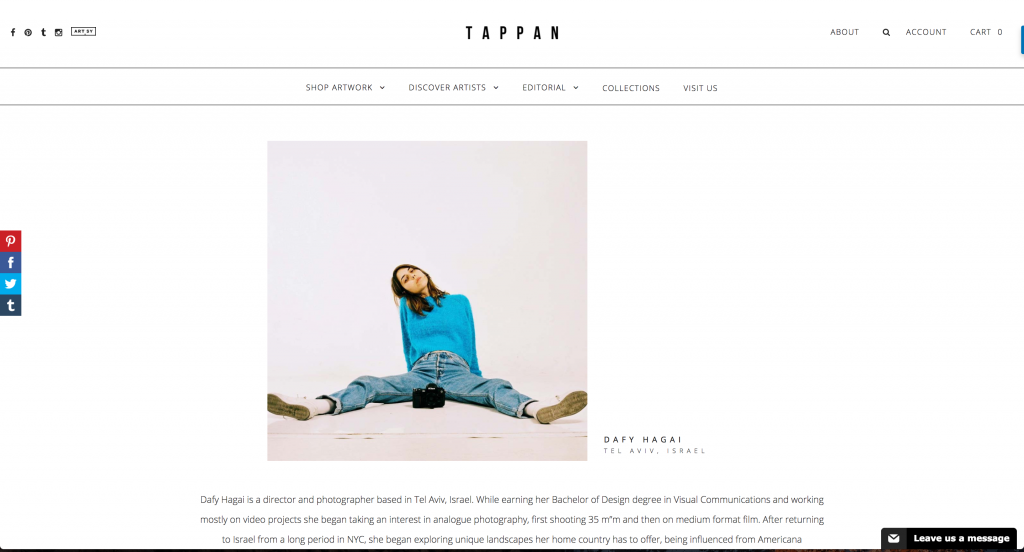 ART SY
TAPPAN
ABOUT
ACCOUNT
CART 0
SHOP ARTWORK
DISCOVER ARTISTS
EDITORIAL
COLLECTIONS
VISIT US
DAFY HAGAI
TEL AVIV, ISRAEL
Dafy Hagai is a director and photographer based in Tel Aviv, Israel. While earning her Bachelor of Design degree in Visual Communications and working
mostly on video projects she began taking an interest in analogue photography, first shooting 35 m"m and then on medium format film. After returning
to Israel from a long period in NYC, she began exploring unique landscapes her home country has to offer, being influenced from Americana
Leave us a message